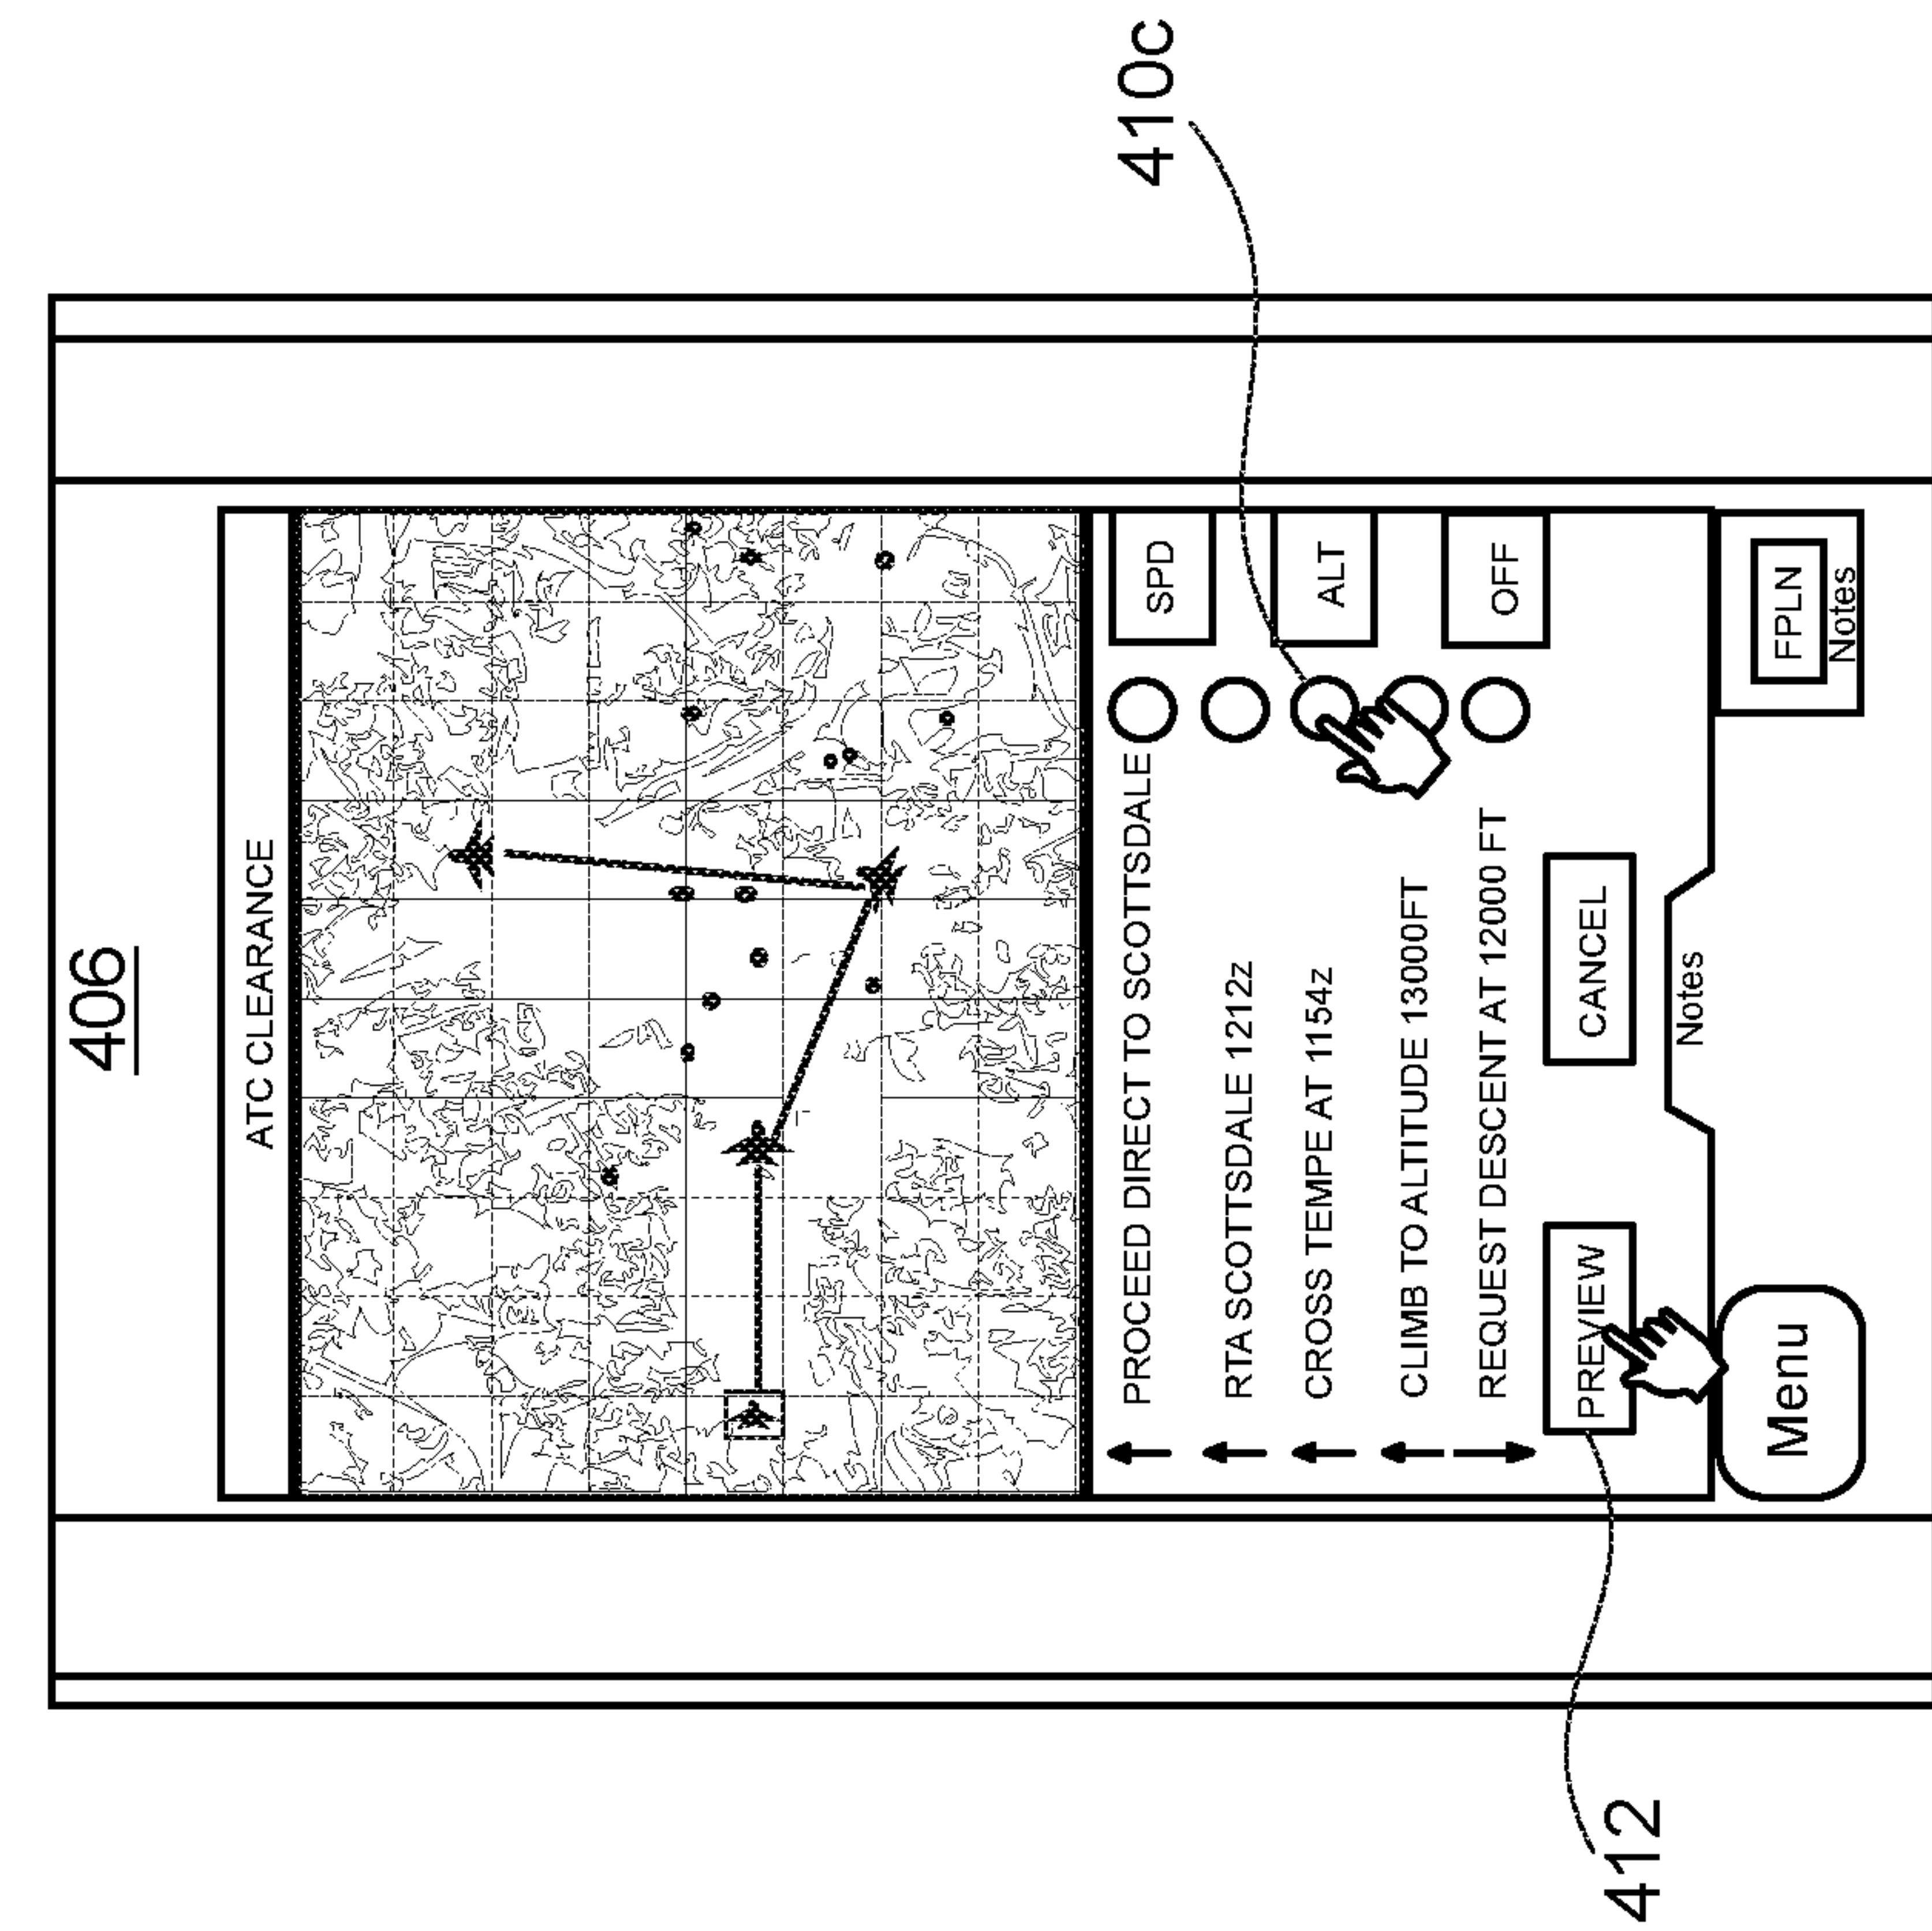 406
ATC CLEARANCE
PROCEED DIRECT TO SCOTTSDALE
SPD
RTA SCOTTSDALE 1212z
410c
CROSS TEMPE AT 1154z
ALT
CLIMB TO ALTITUDE 13000FT
REQUEST DESCENT AT 12000 FT
OFF
412
PREVIEW
CANCEL
Notes
Menu
FPLN
Notes